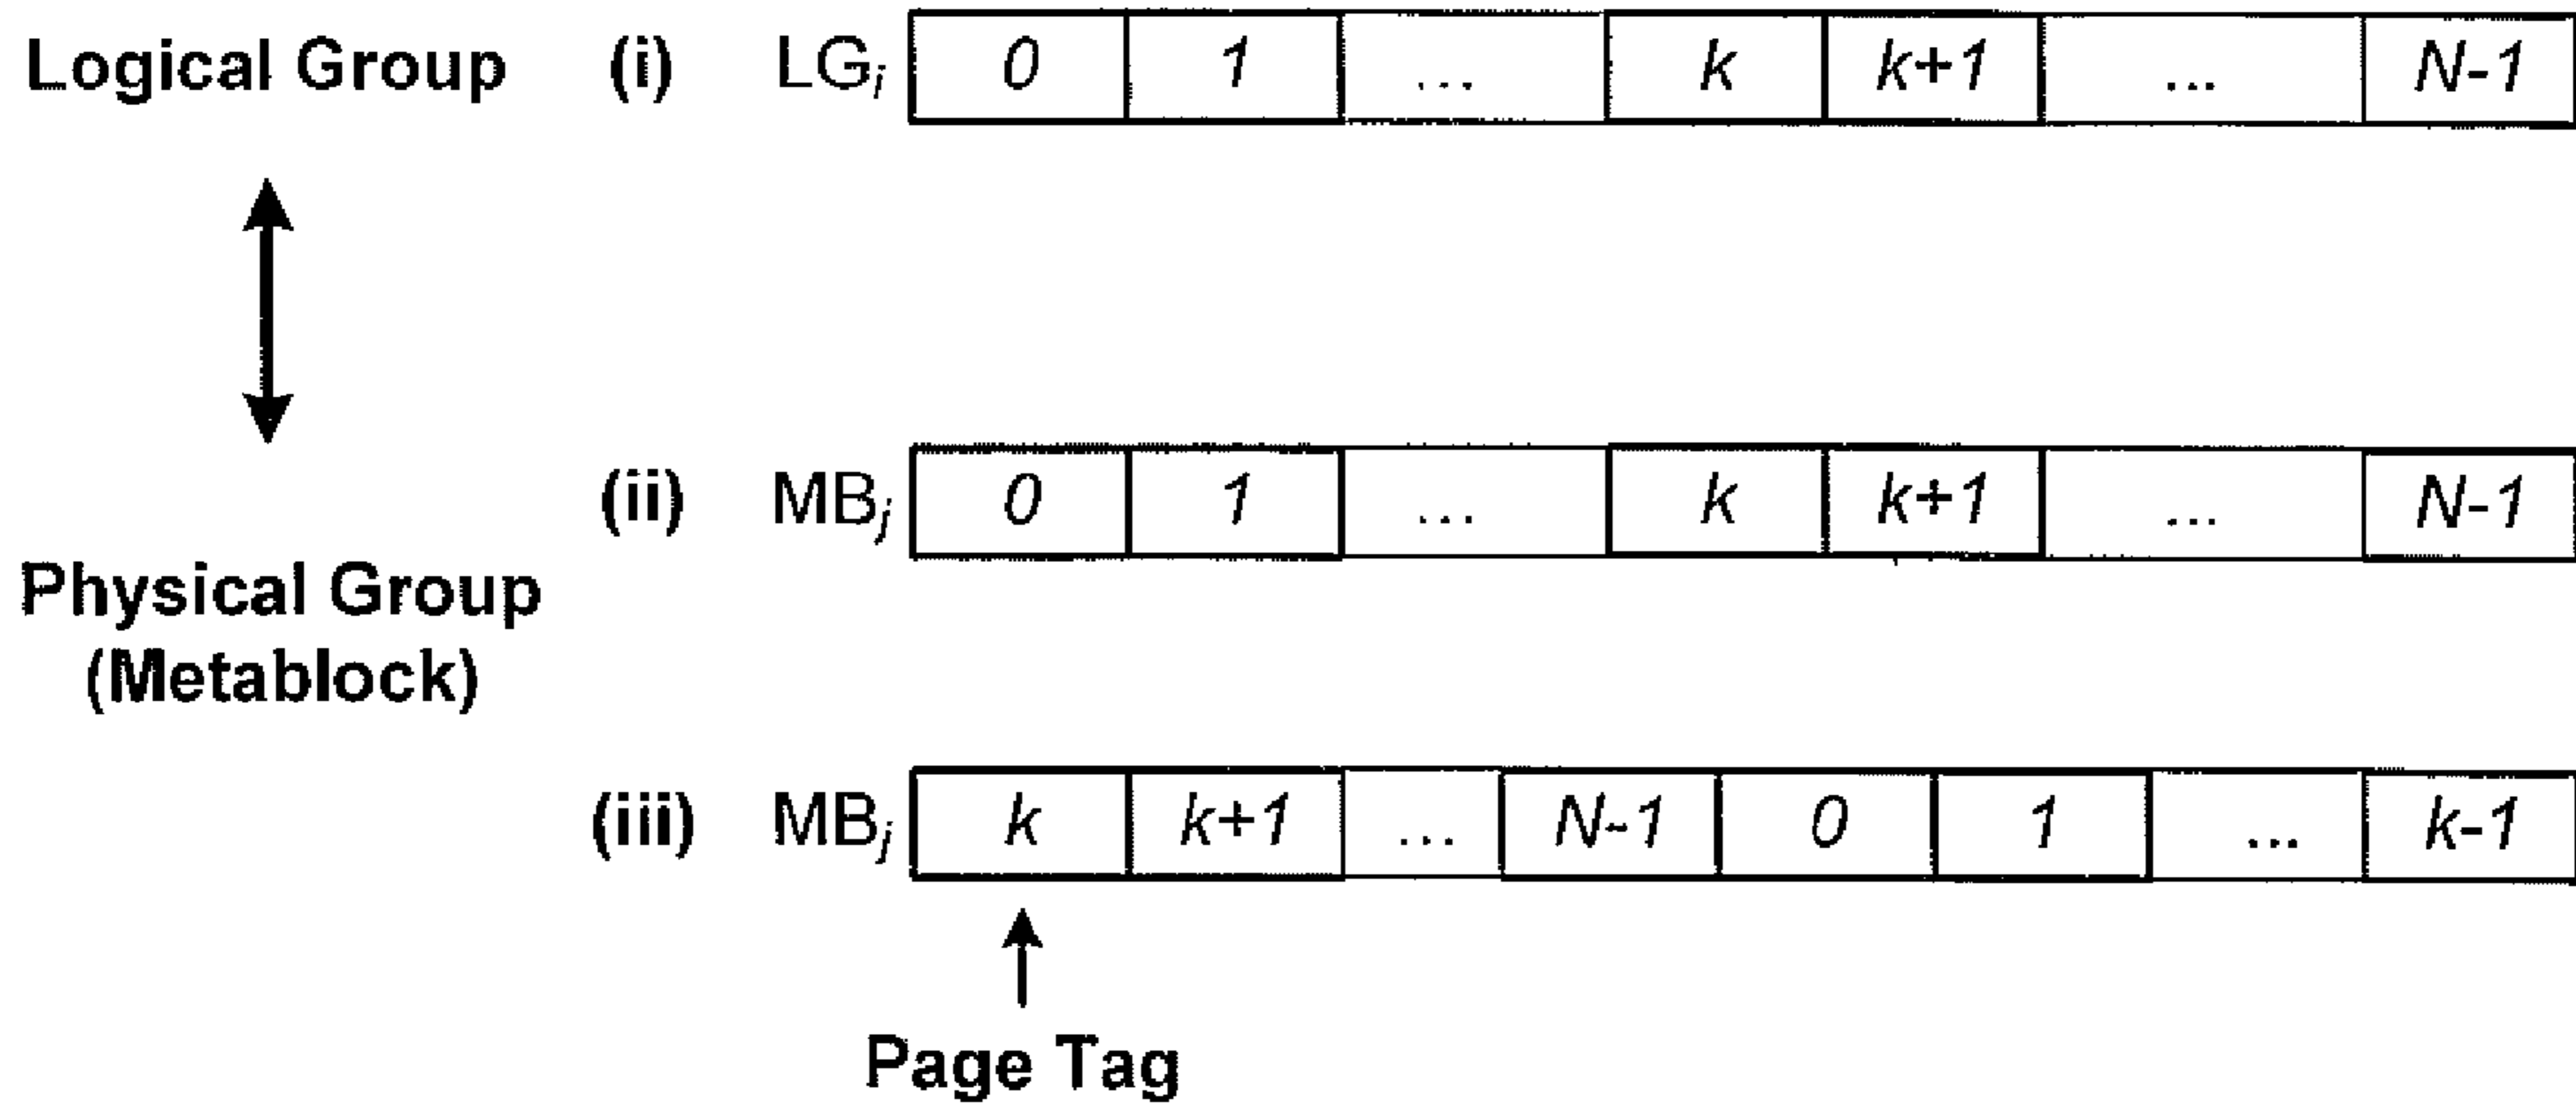 Logical Group (i) LGi 0 1 ... k k+1 ... N-1
(ii) MBj 0 1 ... k k+1 ... N-1
Physical Group
(Metablock)
(iii) MBj k k+1 ... N-1 0 1 ... k-1
Page Tag